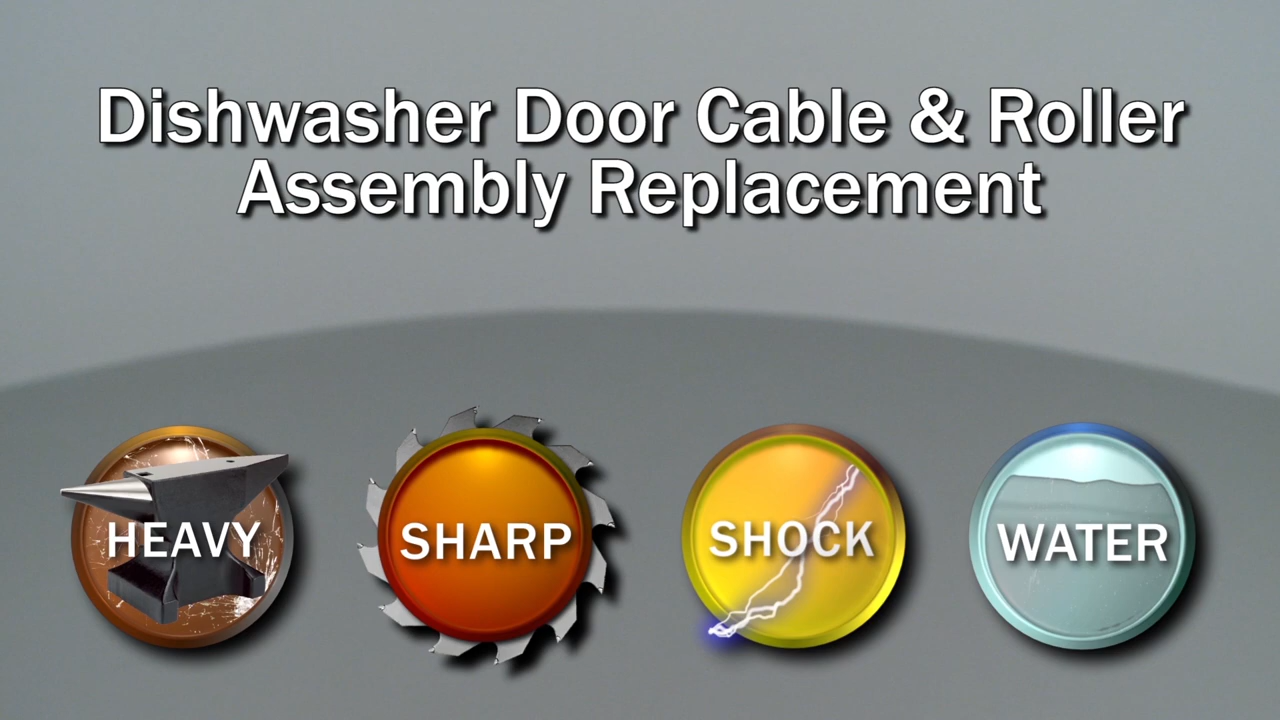 Dishwasher Door Cable & Roller
Assembly Replacement
HEAVY
SHARP
SHOCK
WATER